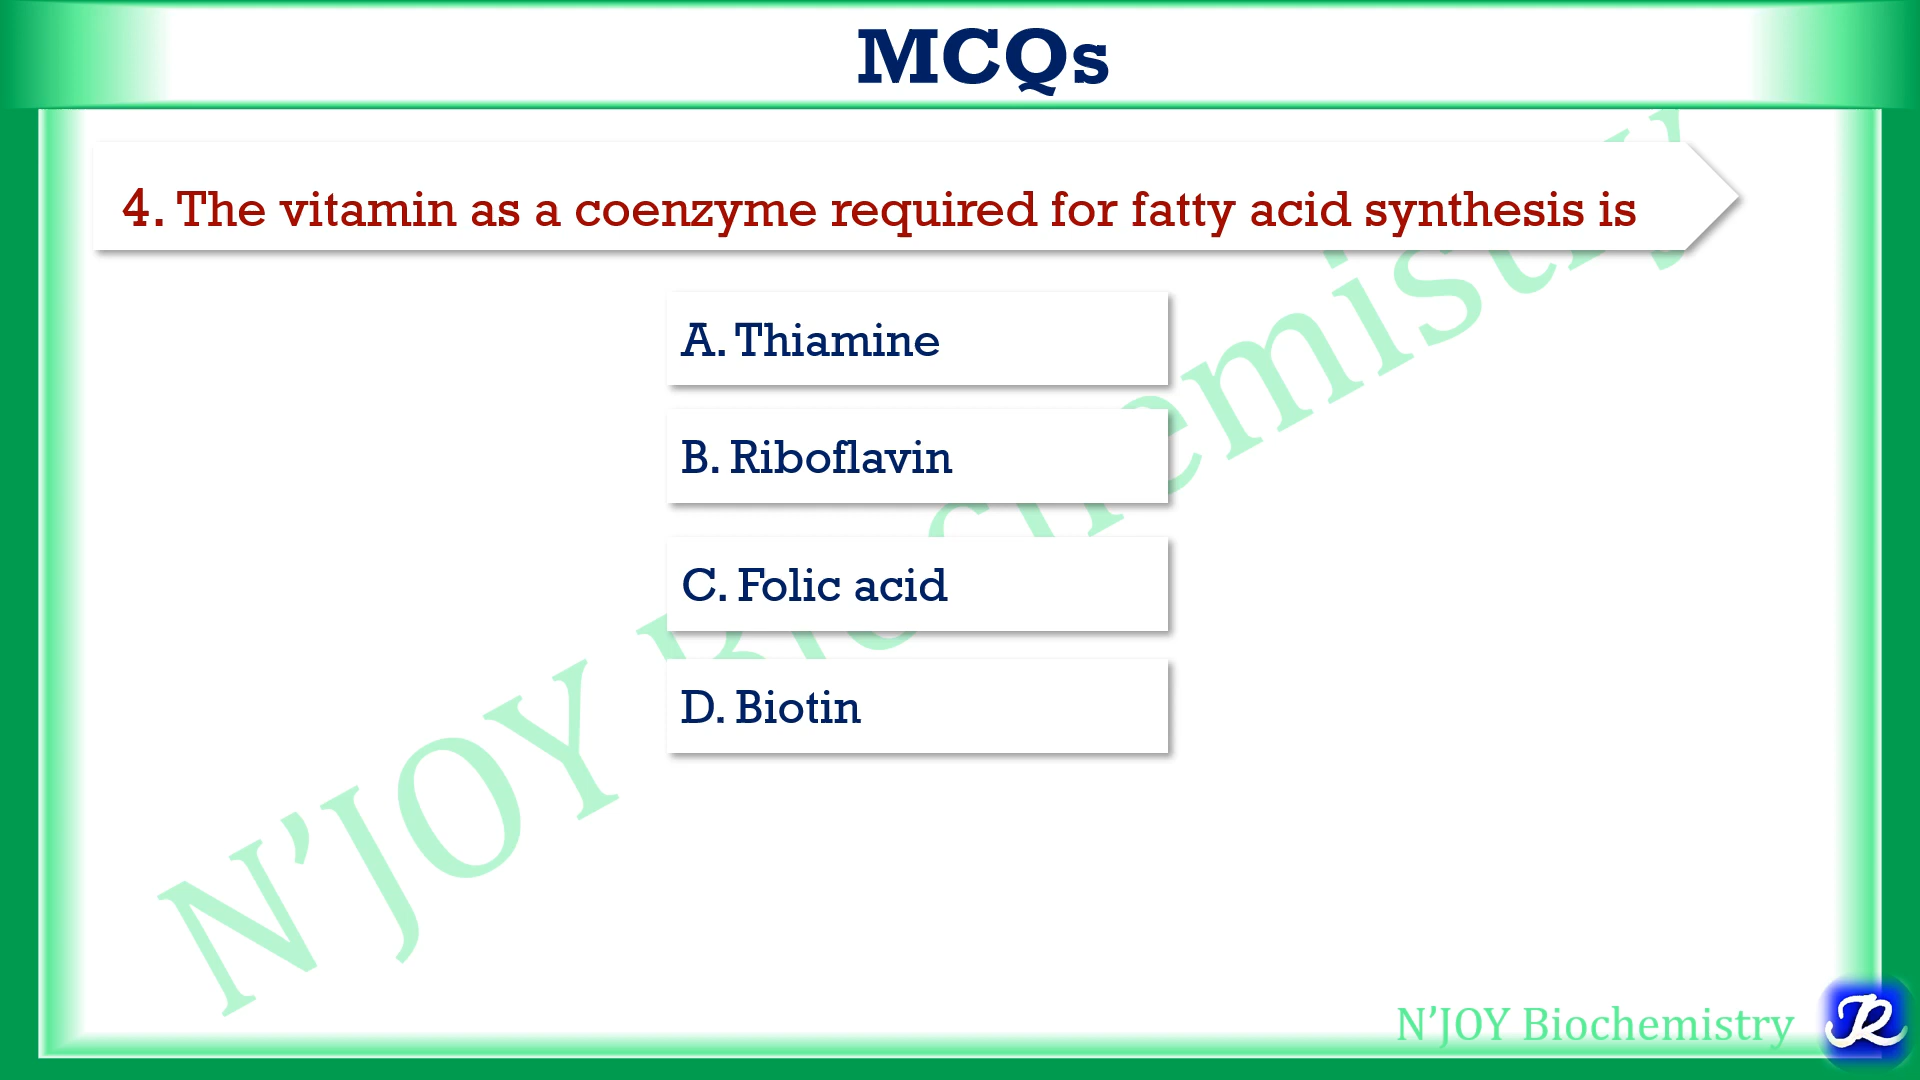 MCQs
4. The vitamin as a coenzyme required for fatty acid synthesis is
A. Thiamine
B. Riboflavin
C. Folic acid
D. Biotin
N'JOY Biochemistry
N'JOY Biochemistry JR